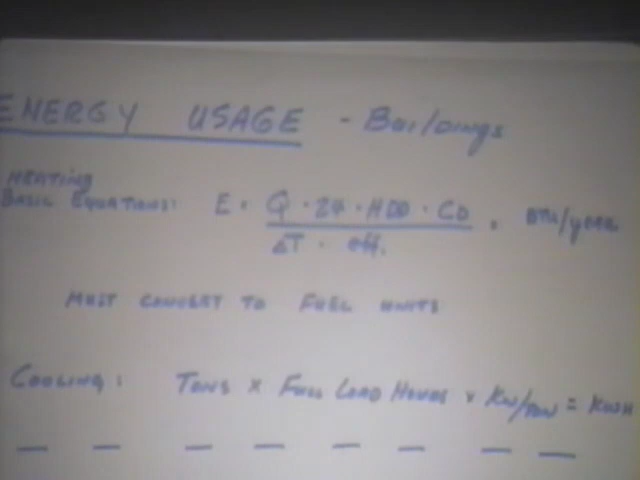 ENERGY USAGE - Buildings
HEATING
BASIC EQUATIONS: E = Q · 24 · HDD · CD = BTU/YEAR
ΔT · eff.
MUST CONVERT TO FUEL UNITS
COOLING: TONS X FULL LOAD HOURS X KW/TON = KWH